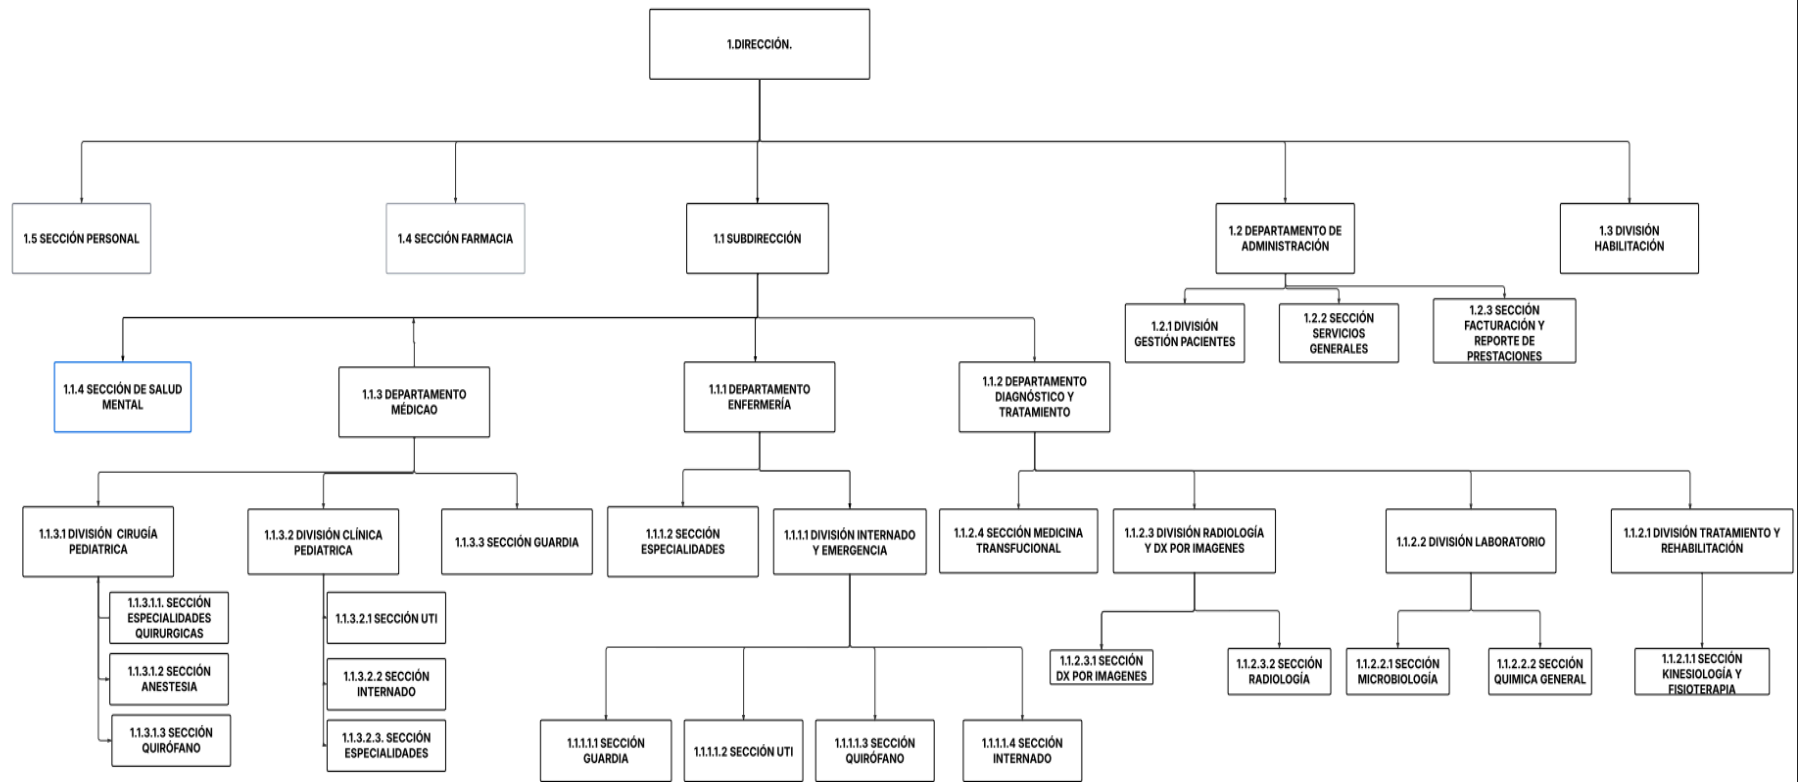 1.DIRECCIÓN.
1.5 SECCIÓN PERSONAL
1.4 SECCIÓN FARMACIA
1.1 SUBDIRECCIÓN
1.2 DEPARTAMENTO DE
ADMINISTRACIÓN
1.3 DIVISIÓN
HABILITACIÓN
1.2.1 DIVISIÓN
GESTIÓN PACIENTES
1.2.2 SECCIÓN
SERVICIOS
GENERALES
1.2.3 SECCIÓN
FACTURACIÓN Y
REPORTE DE
PRESTACIONES
1.1.4 SECCIÓN DE SALUD
MENTAL
1.1.3 DEPARTAMENTO
MÉDICAO
1.1.1 DEPARTAMENTO
ENFERMERÍA
1.1.2 DEPARTAMENTO
DIAGNÓSTICO Y
TRATAMIENTO
1.1.3.1 DIVISIÓN CIRUGÍA
PEDIATRICA
1.1.3.2 DIVISIÓN CLÍNICA
PEDIATRICA
1.1.3.3 SECCIÓN GUARDIA
1.1.1.2 SECCIÓN
ESPECIALIDADES
1.1.1.1 DIVISIÓN INTERNADO
Y EMERGENCIA
1.1.2.4 SECCIÓN MEDICINA
TRANSFUCIONAL
1.1.2.3 DIVISIÓN RADIOLOGÍA
Y DX POR IMAGENES
1.1.2.2 DIVISIÓN LABORATORIO
1.1.2.1 DIVISIÓN TRATAMIENTO Y
REHABILITACIÓN
1.1.3.1.1. SECCIÓN
ESPECIALIDADES
QUIRURGICAS
1.1.3.1.2 SECCIÓN
ANESTESIA
1.1.3.1.3 SECCIÓN
QUIRÓFANO
1.1.3.2.1 SECCIÓN UTI
1.1.3.2.2 SECCIÓN
INTERNADO
1.1.3.2.3. SECCIÓN
ESPECIALIDADES
1.1.1.1.1 SECCIÓN
GUARDIA
1.1.1.1.2 SECCIÓN UTI
1.1.1.1.3 SECCIÓN
QUIRÓFANO
1.1.1.1.4 SECCIÓN
INTERNADO
1.1.2.3.1 SECCIÓN
DX POR IMAGENES
1.1.2.3.2 SECCIÓN
RADIOLOGÍA
1.1.2.2.1 SECCIÓN
MICROBIOLOGÍA
1.1.2.2.2 SECCIÓN
QUIMICA GENERAL
1.1.2.1.1 SECCIÓN
KINESIOLOGÍA Y
FISIOTERAPIA